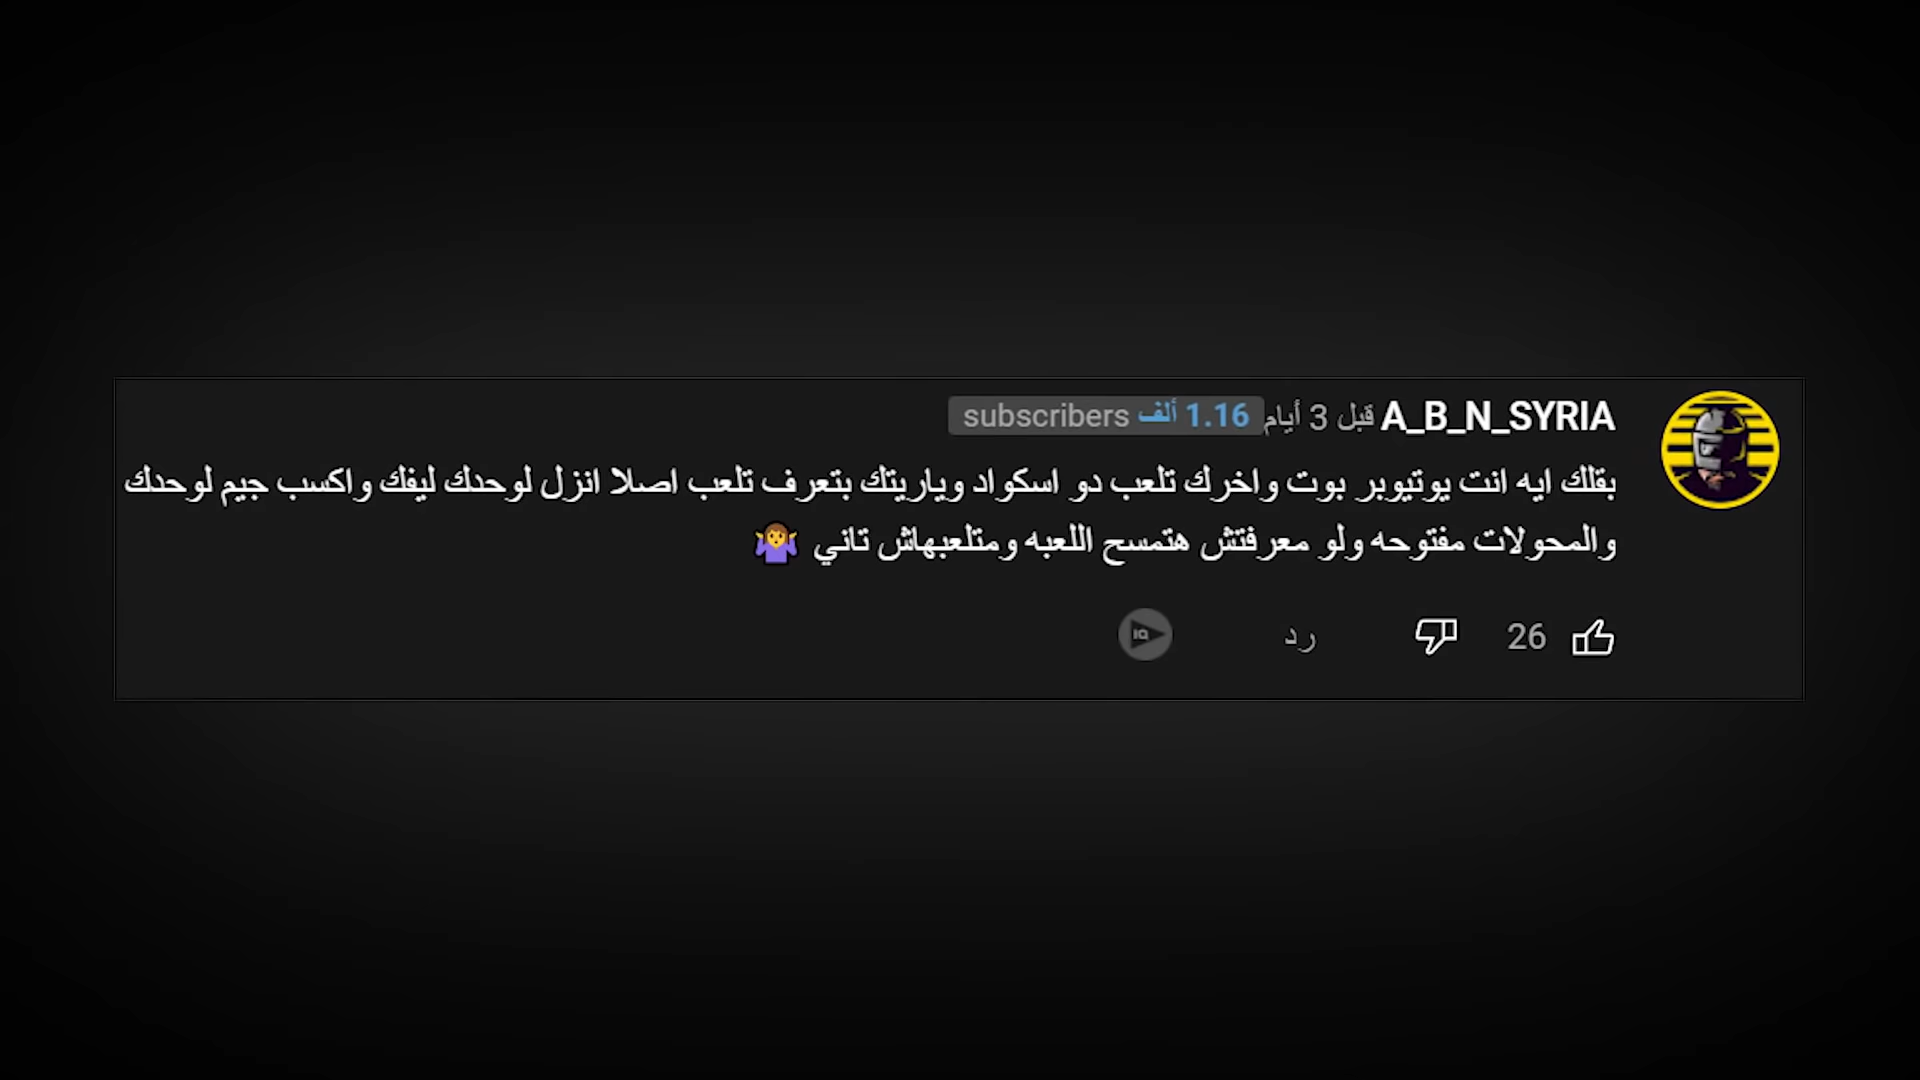 A_B_N_SYRIA قبل 3 أيام 1.16 ألف subscribers
بقلك ايه انت يوتيوبر بوت واخرك تلعب دو اسكواد وياريتك بتعرف تلعب اصلا انزل لوحدك ليفك واكسب جيم لوحدك
والمحولات مفتوحه ولو معرفتش هتمسح اللعبه ومتلعبهاش تاني 🤷‍♀️
26 رد IQ